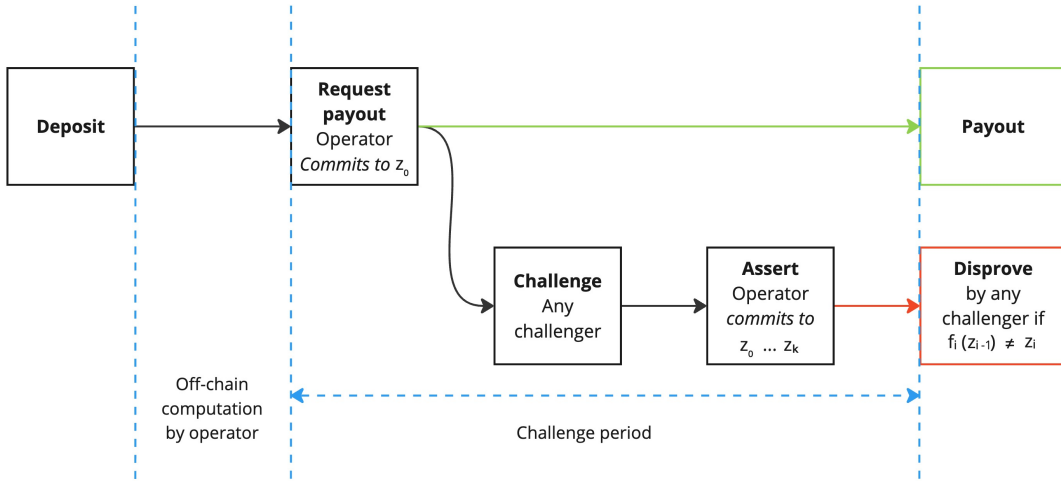 Deposit
Request
payout
Operator
Commits to z₀
Payout
Challenge
Any
challenger
Assert
Operator
commits to
z₀ ... zₖ
Disprove
by any
challenger if
fᵢ (zᵢ₋₁) ≠ zᵢ
Off-chain
computation
by operator
Challenge period